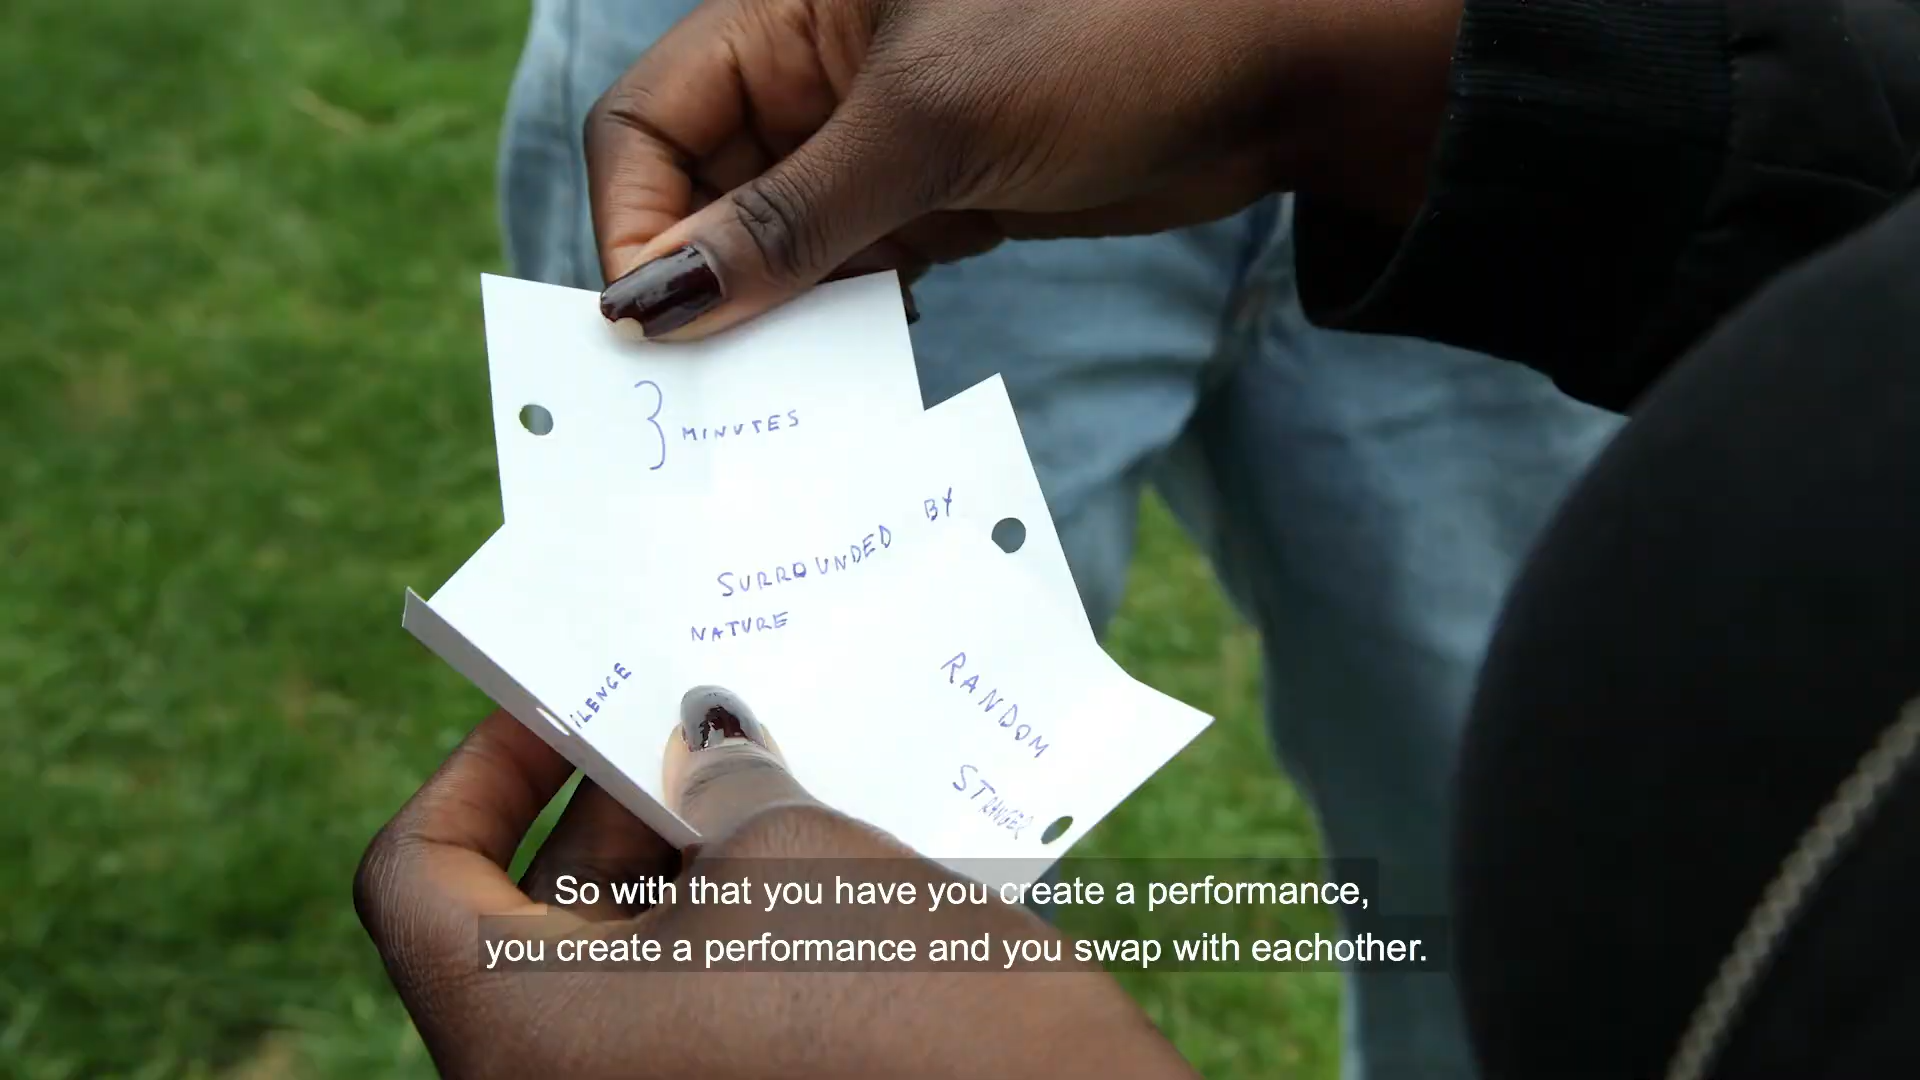 3 MINUTES
SURROUNDED BY
NATURE
ILENCE
RANDOM
STRANGER
So with that you have you create a performance,
you create a performance and you swap with eachother.